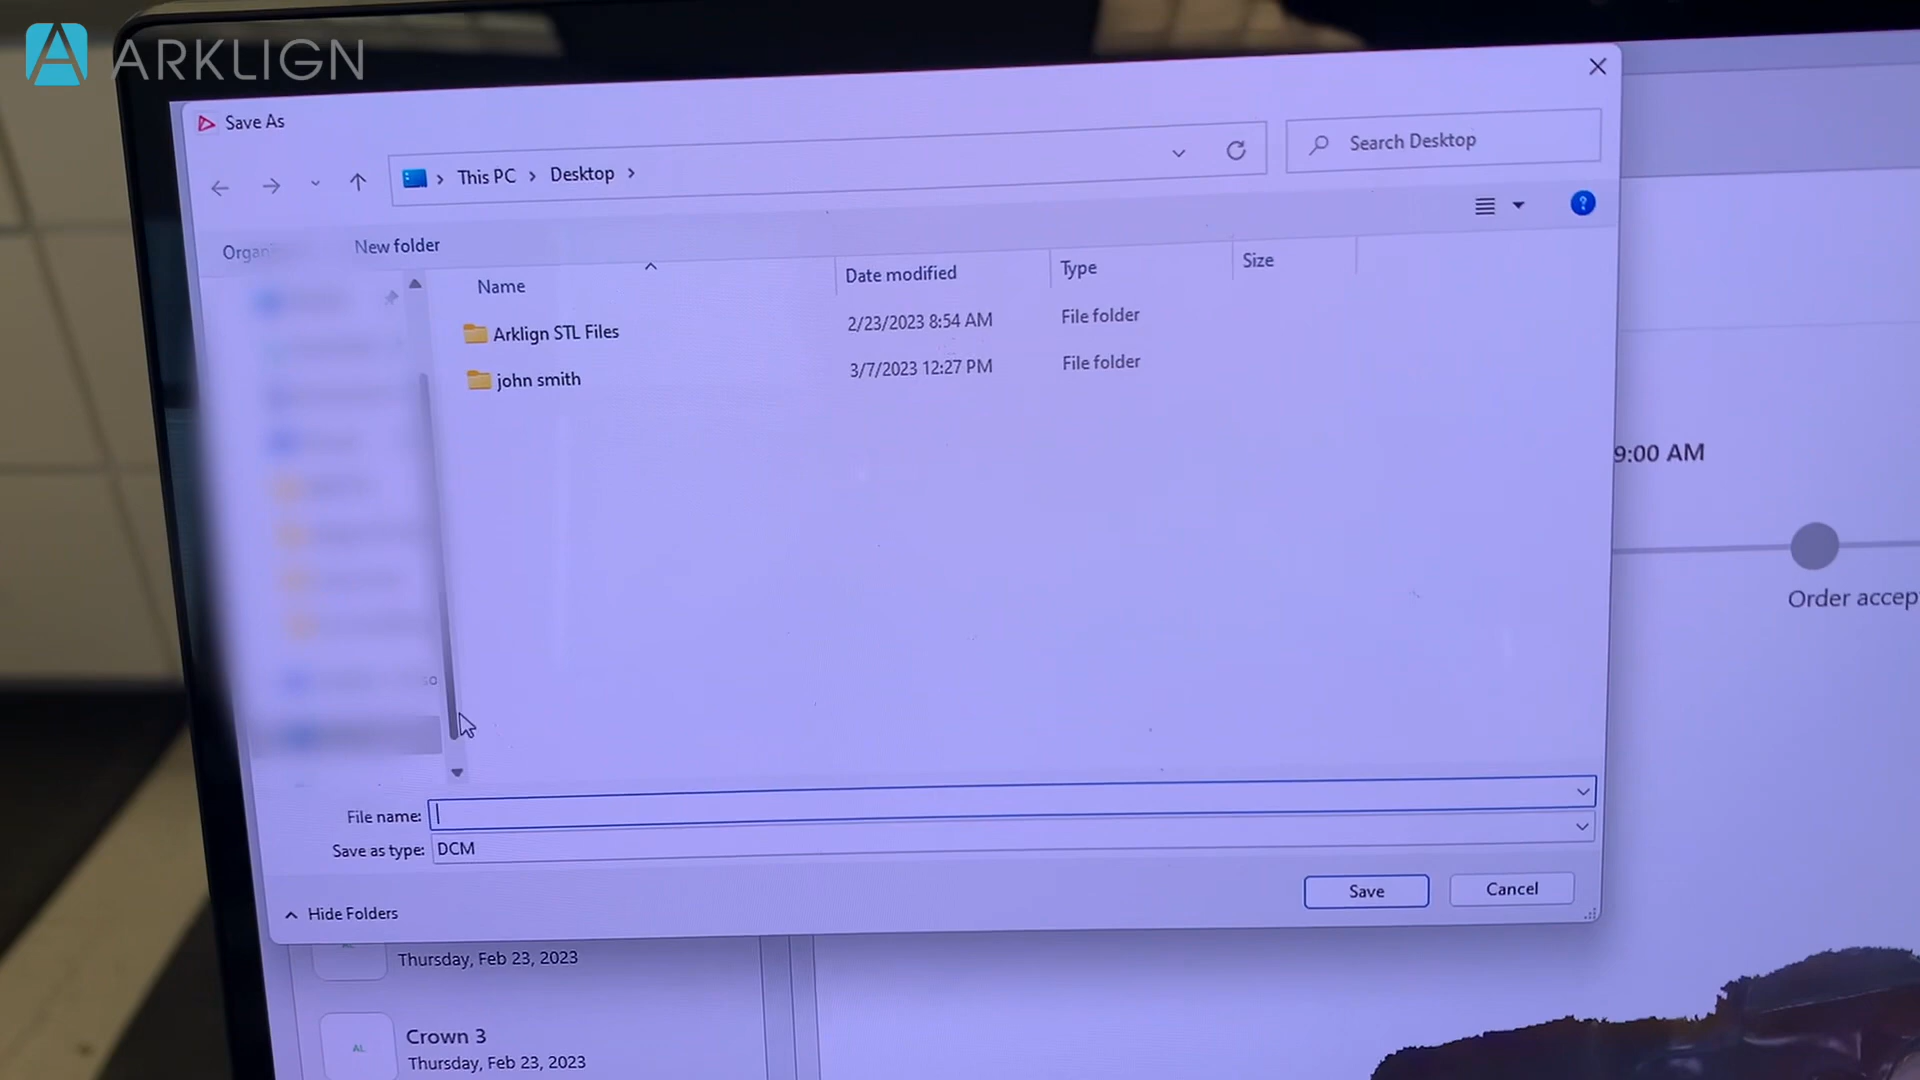 ARKLIGN
Save As
This PC > Desktop >
Search Desktop
New folder
Name
Date modified
Type
Size
Arklign STL Files
2/23/2023 8:54 AM
File folder
john smith
3/7/2023 12:27 PM
File folder
9:00 AM
Order accep
File name:
Save as type: DCM
Save
Cancel
Hide Folders
Thursday, Feb 23, 2023
AL
Crown 3
Thursday, Feb 23, 2023